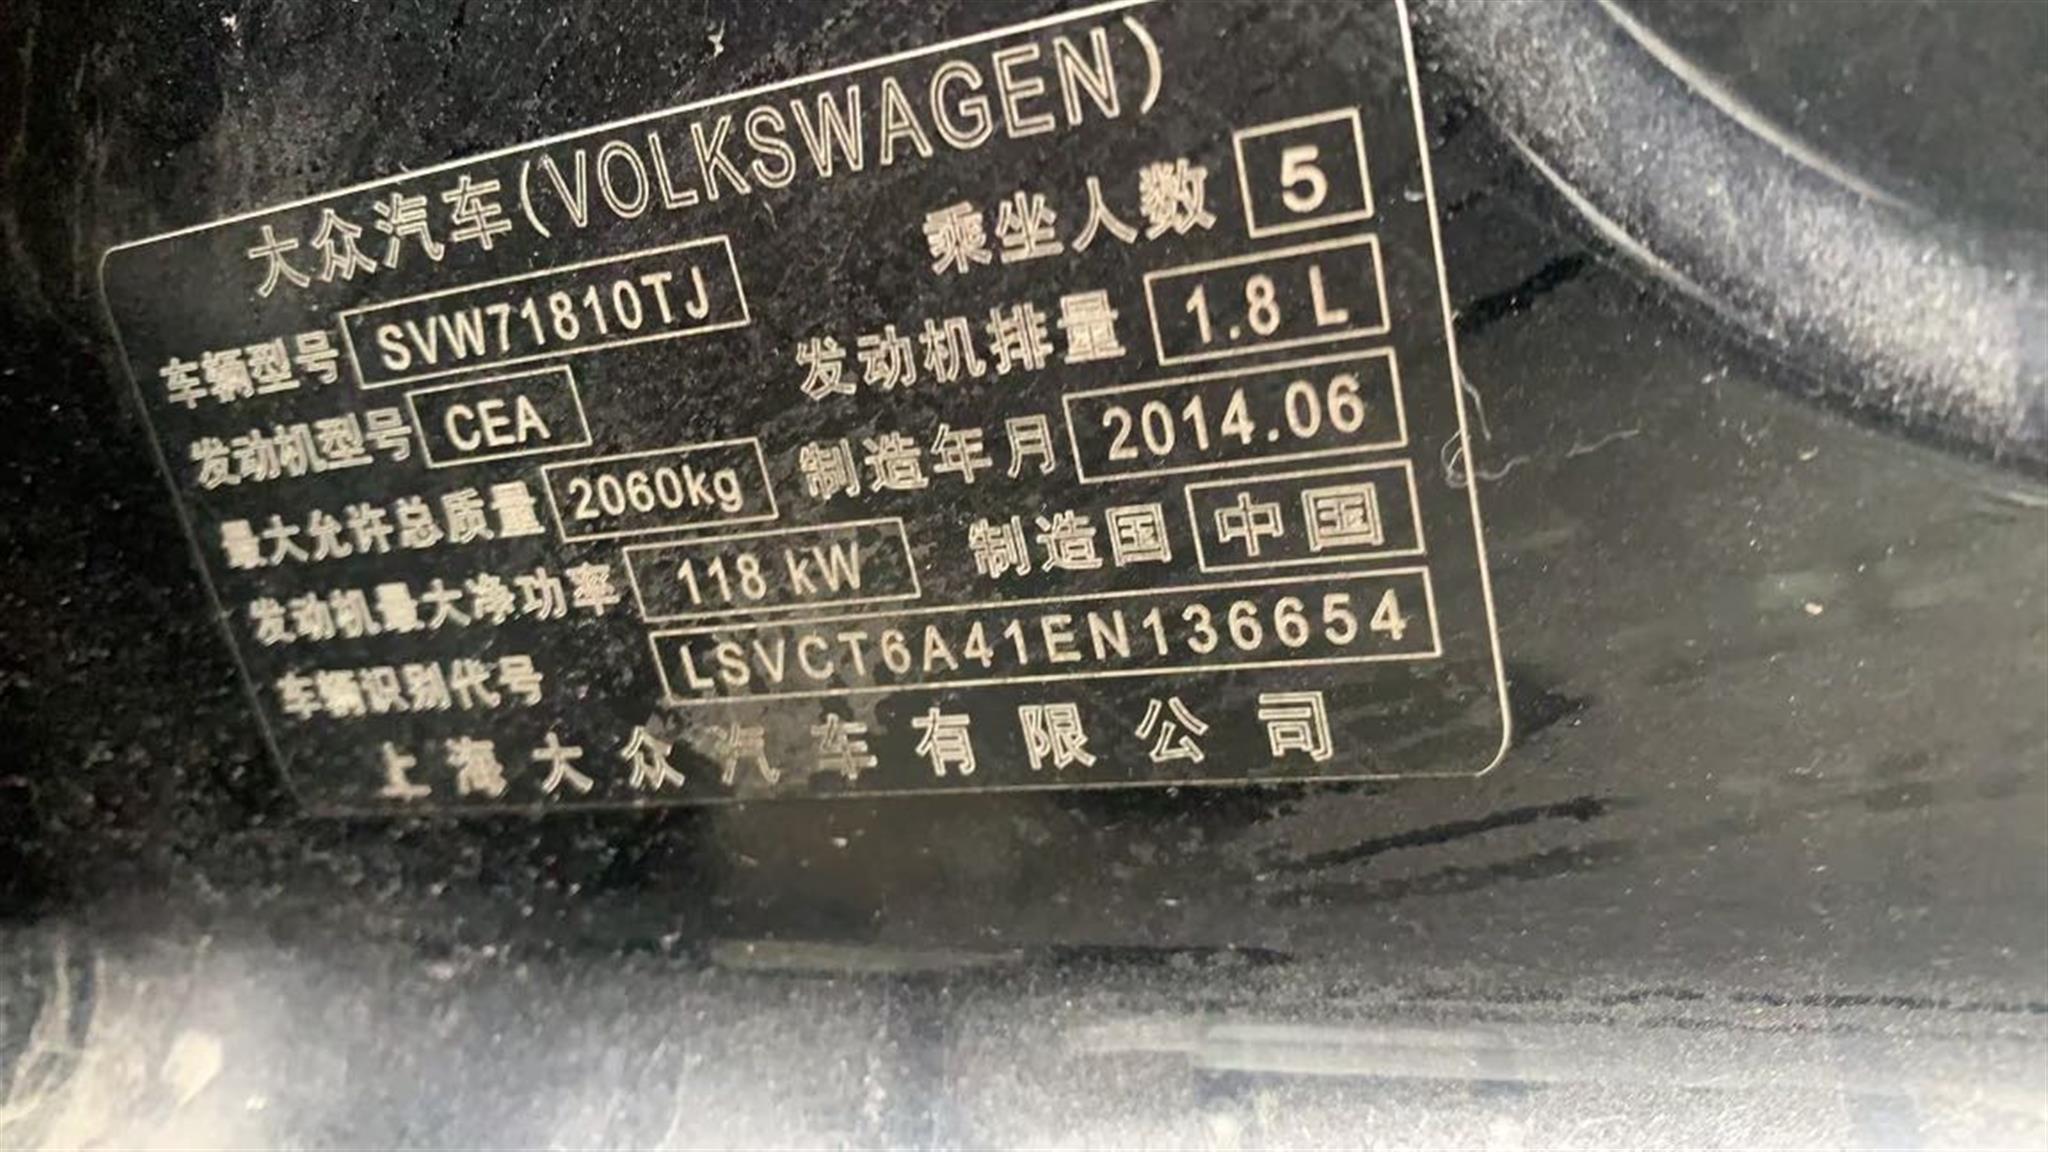 大众汽车(VOLKSWAGEN)
乘坐人数 5
车辆型号 SVW71810TJ 发动机排量 1.8 L
发动机型号 CEA 制造年月 2014.06
最大允许总质量 2060kg 制造国 中国
发动机最大净功率 118 kW
车辆识别代号 LSVCT6A41EN136654
上海大众汽车有限公司